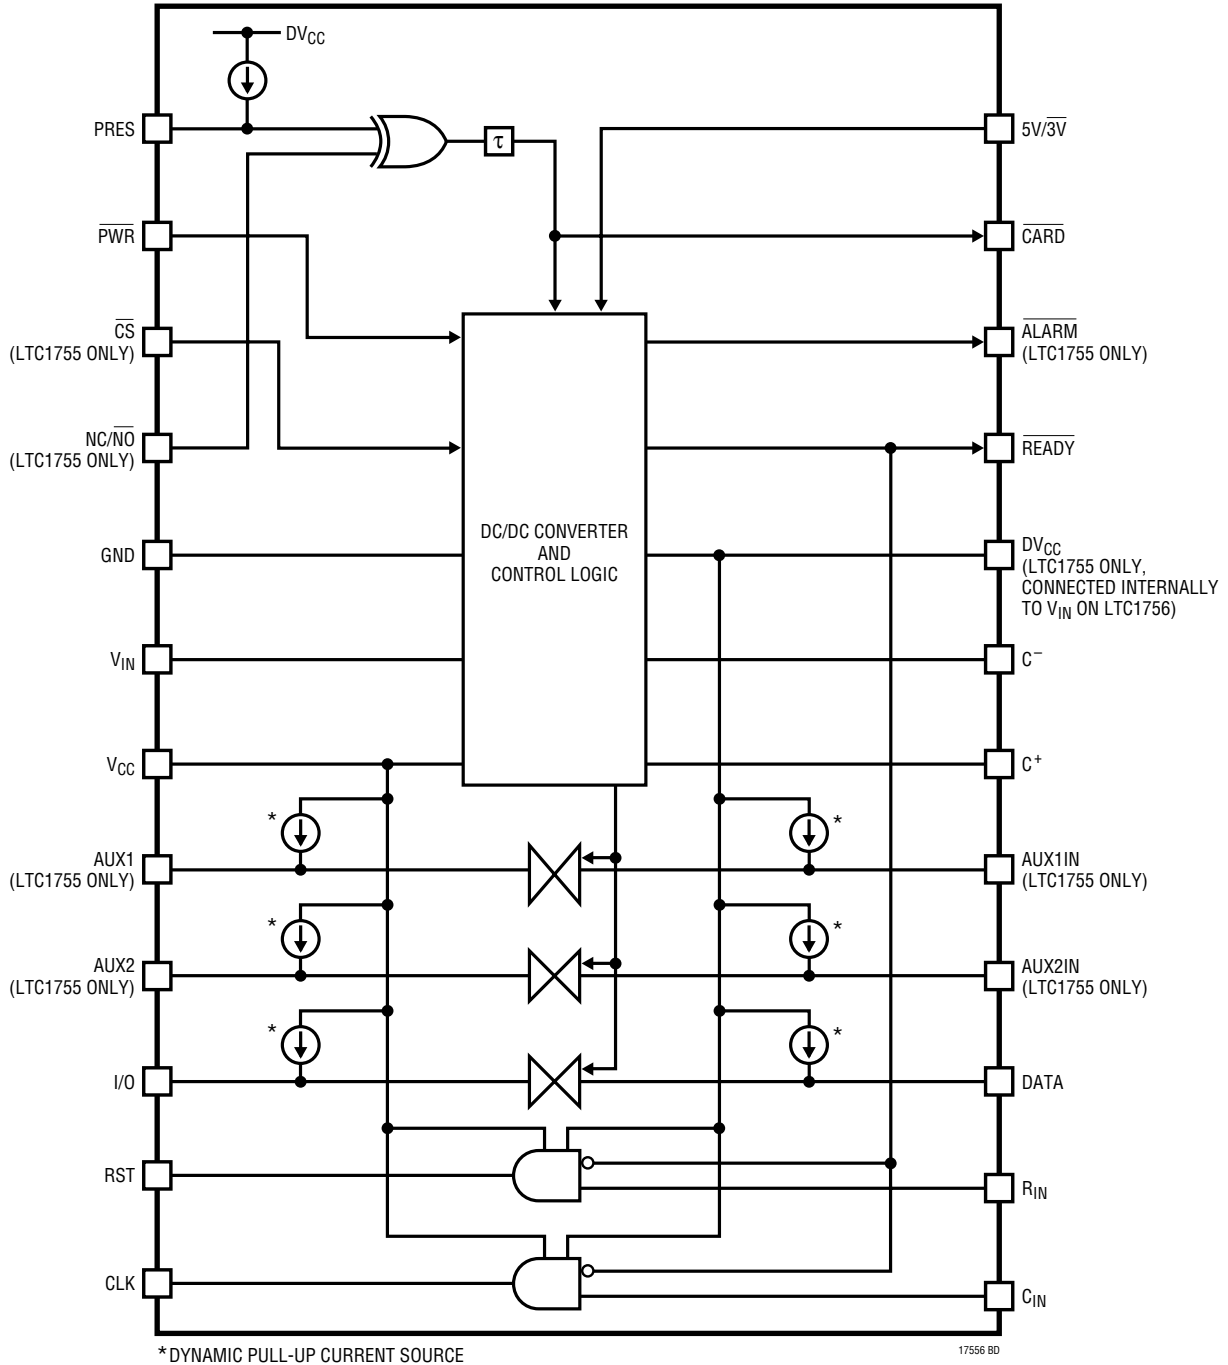 DVCC
PRES
5V/3V
τ
PWR
CARD
CS
(LTC1755 ONLY)
ALARM
(LTC1755 ONLY)
NC/NO
(LTC1755 ONLY)
READY
DC/DC CONVERTER
AND
CONTROL LOGIC
GND
DVCC
(LTC1755 ONLY,
CONNECTED INTERNALLY
TO VIN ON LTC1756)
VIN
C–
VCC
C+
*
*
AUX1
(LTC1755 ONLY)
AUX1IN
(LTC1755 ONLY)
*
*
AUX2
(LTC1755 ONLY)
AUX2IN
(LTC1755 ONLY)
*
*
I/O
DATA
RST
RIN
CLK
CIN
*DYNAMIC PULL-UP CURRENT SOURCE
17556 BD